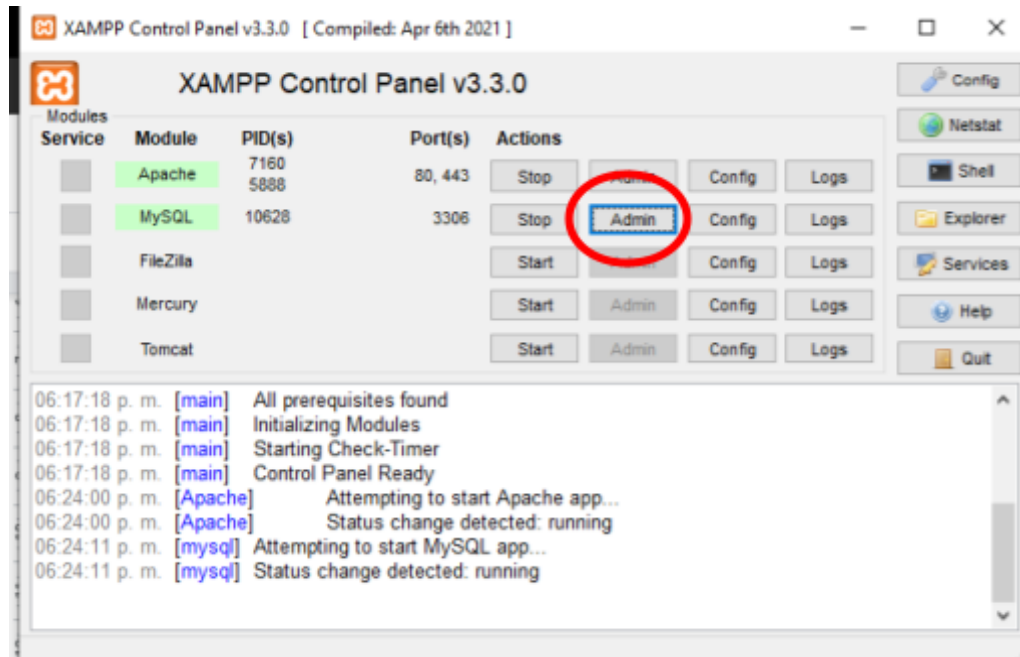 XAMPP Control Panel v3.3.0 [ Compiled: Apr 6th 2021 ]
XAMPP Control Panel v3.3.0
Config
Modules
Service Module PID(s) Port(s) Actions
Netstat
Apache 7160 5888 80, 443 Stop Admin Config Logs
Shell
MySQL 10628 3306 Stop Admin Config Logs
Explorer
FileZilla Start Admin Config Logs
Services
Mercury Start Admin Config Logs
Help
Tomcat Start Admin Config Logs
Quit
06:17:18 p. m. [main] All prerequisites found
06:17:18 p. m. [main] Initializing Modules
06:17:18 p. m. [main] Starting Check-Timer
06:17:18 p. m. [main] Control Panel Ready
06:24:00 p. m. [Apache] Attempting to start Apache app...
06:24:00 p. m. [Apache] Status change detected: running
06:24:11 p. m. [mysql] Attempting to start MySQL app...
06:24:11 p. m. [mysql] Status change detected: running